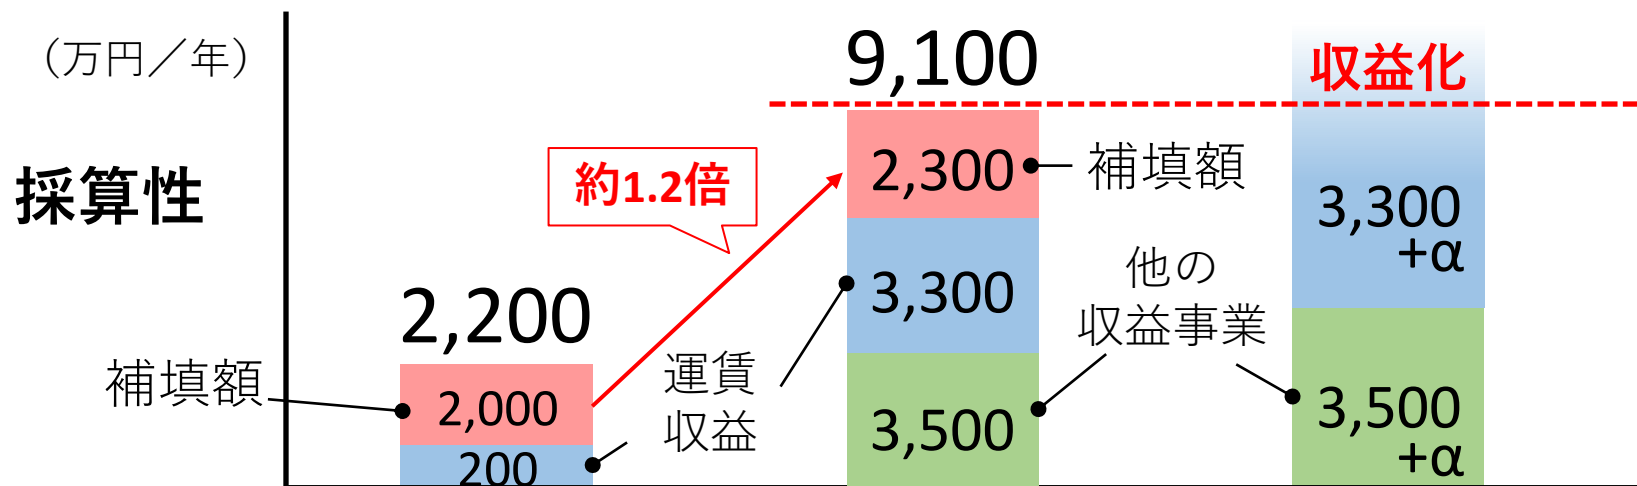 （万円／年）
採算性
2,200
補填額
2,000
200
約1.2倍
運賃
収益
9,100
2,300
補填額
3,300
3,500
他の
収益事業
収益化
3,300
+α
3,500
+α